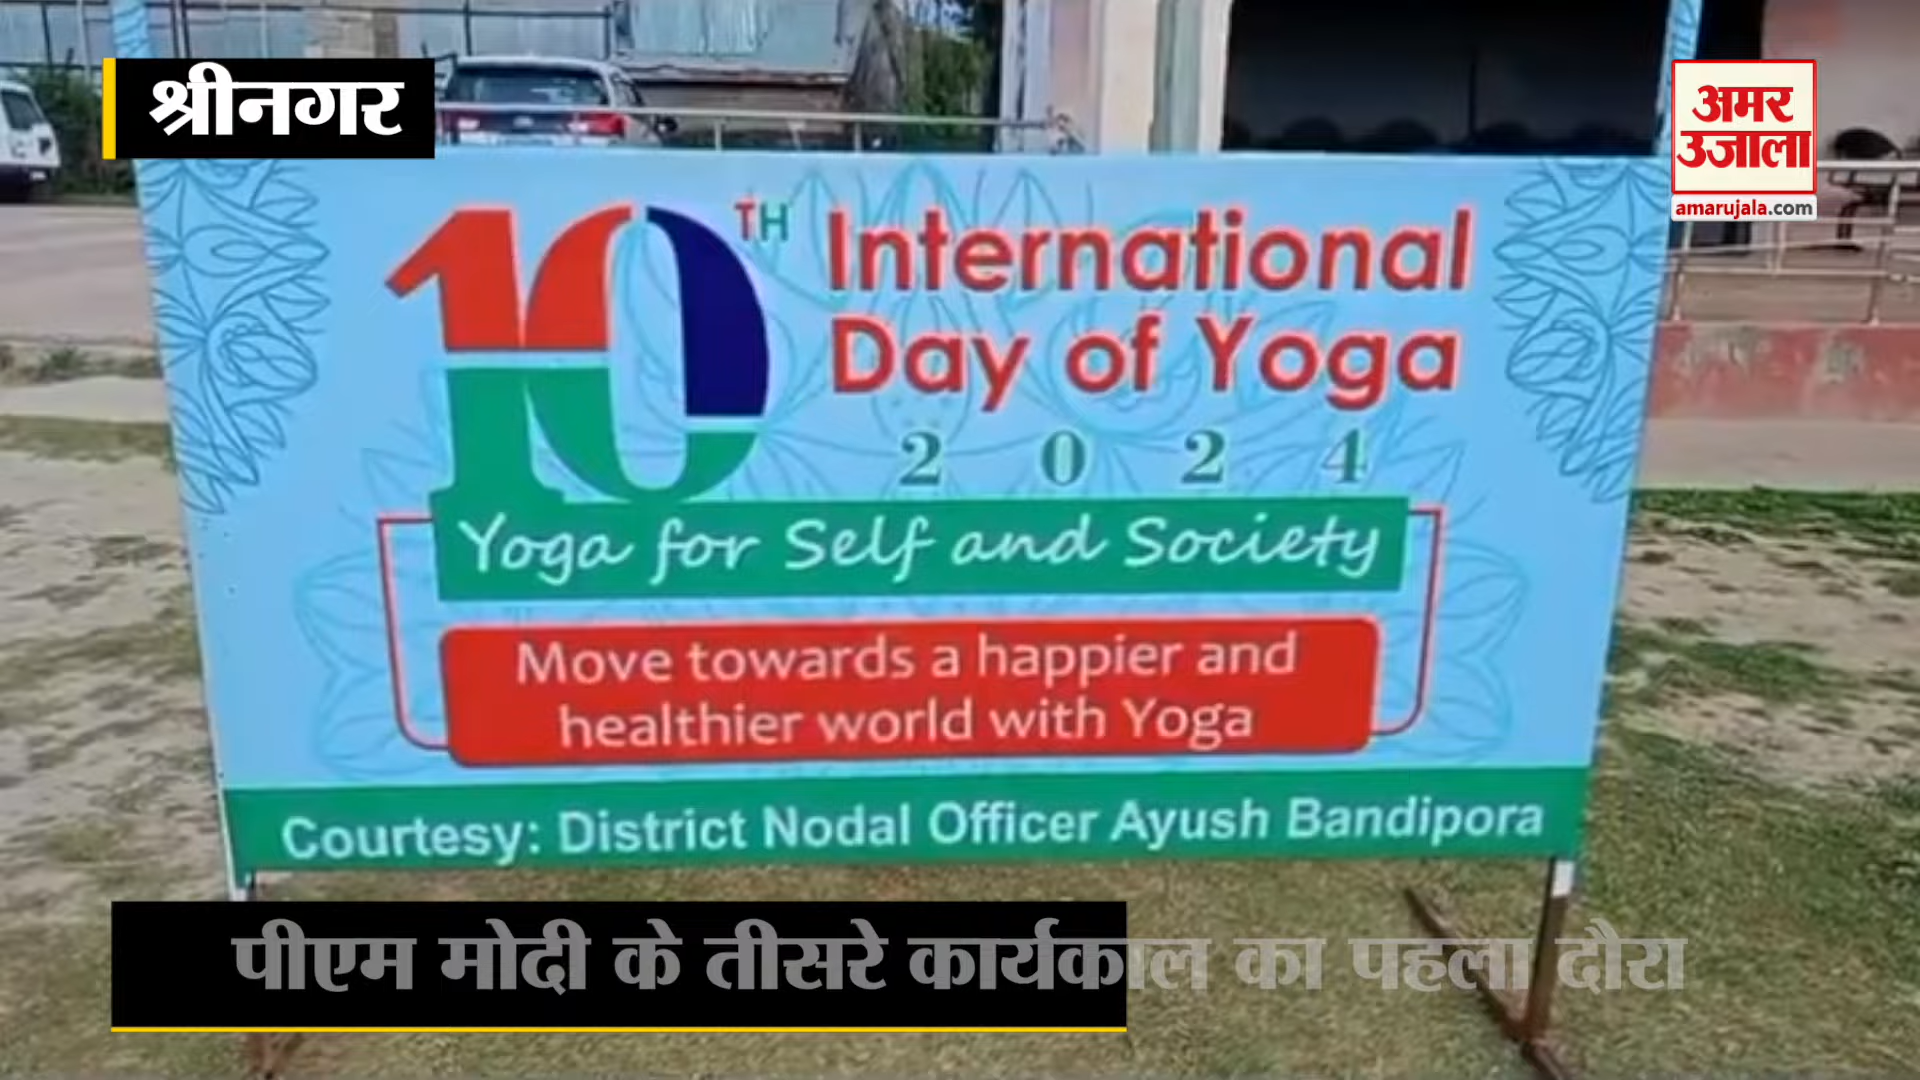 श्रीनगर
अमर
उजाला
amarujala.com
10TH International
Day of Yoga
2024
Yoga for Self and Society
Move towards a happier and
healthier world with Yoga
Courtesy: District Nodal Officer Ayush Bandipora
पीएम मोदी के तीसरे कार्यकाल का पहला दौरा